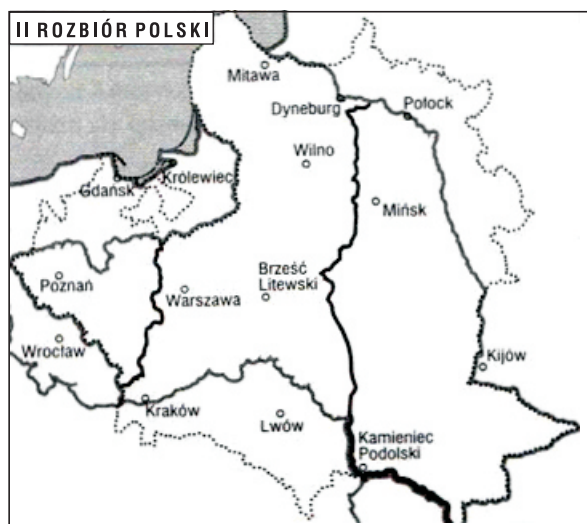 II ROZBIÓR POLSKI
Mitawa
Dyneburg
Połock
Wilno
Gdańsk
Królewiec
Mińsk
Poznań
Warszawa
Brześć
Litewski
Wrocław
Kijów
Kraków
Lwów
Kamieniec
Podolski